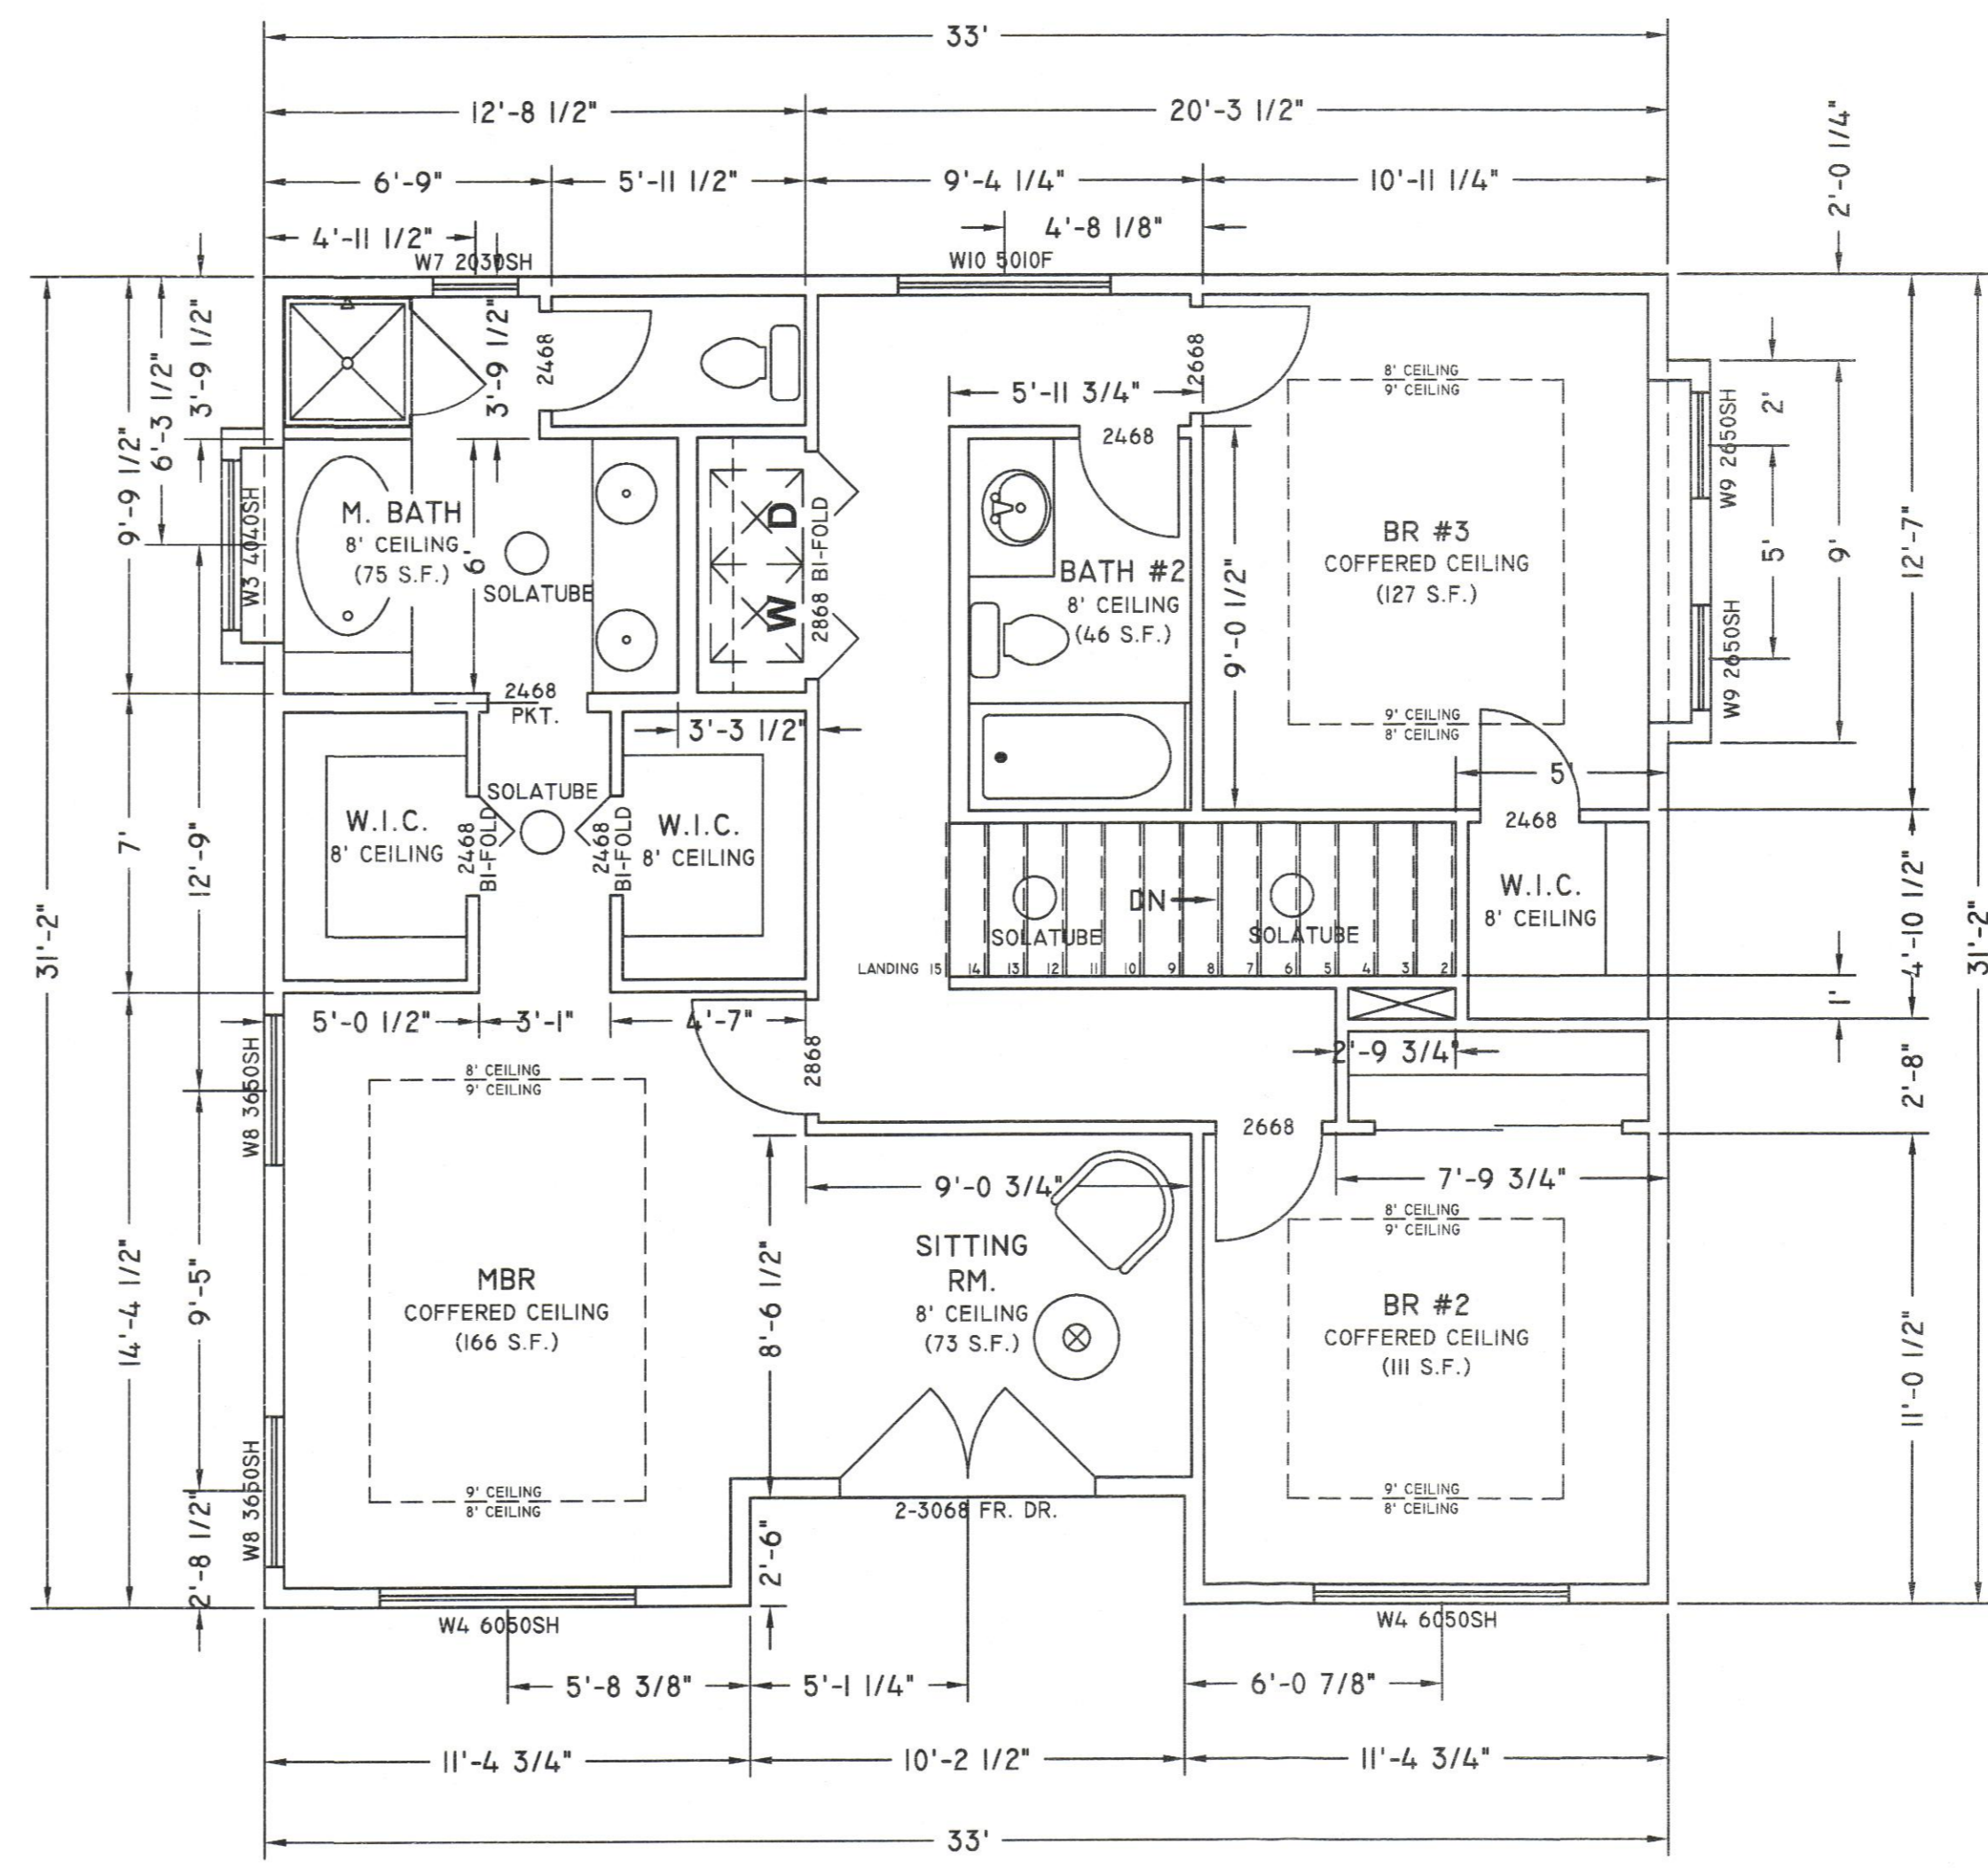 33'
12'-8 1/2"
20'-3 1/2"
6'-9"
5'-11 1/2"
9'-4 1/4"
10'-11 1/4"
2'-0 1/4"
4'-11 1/2"
4'-8 1/8"
W7 2030SH
W10 5010F
31'-2"
9'-9 1/2"
6'-3 1/2"
3'-9 1/2"
3'-9 1/2"
2468
2668
5'-11 3/4"
2468
8' CEILING
9' CEILING
W9 2650SH
2'
W3 4040SH
M. BATH
8' CEILING
(75 S.F.)
6'
SOLATUBE
D
W
2868 BI-FOLD
BATH #2
8' CEILING
(46 S.F.)
9'-0 1/2"
BR #3
COFFERED CEILING
(127 S.F.)
5'
9'
12'-7"
W9 2650SH
2468
PKT.
3'-3 1/2"
9' CEILING
8' CEILING
5'
2468
7'
12'-9"
W.I.C.
8' CEILING
SOLATUBE
2468
BI-FOLD
2468
BI-FOLD
W.I.C.
8' CEILING
DN
SOLATUBE
SOLATUBE
W.I.C.
8' CEILING
4'-10 1/2"
31'-2"
LANDING 15 14 13 12 11 10 9 8 7 6 5 4 3 2
1'
5'-0 1/2"
3'-1"
4'-7"
2868
2'-9 3/4"
2'-8"
W8 3650SH
8' CEILING
9' CEILING
2668
9'-0 3/4"
7'-9 3/4"
8' CEILING
9' CEILING
14'-4 1/2"
9'-5"
MBR
COFFERED CEILING
(166 S.F.)
8'-6 1/2"
SITTING
RM.
8' CEILING
(73 S.F.)
BR #2
COFFERED CEILING
(111 S.F.)
11'-0 1/2"
W8 3650SH
9' CEILING
8' CEILING
2-3068 FR. DR.
9' CEILING
8' CEILING
2'-8 1/2"
2'-6"
W4 6050SH
W4 6050SH
5'-8 3/8"
5'-1 1/4"
6'-0 7/8"
11'-4 3/4"
10'-2 1/2"
11'-4 3/4"
33'